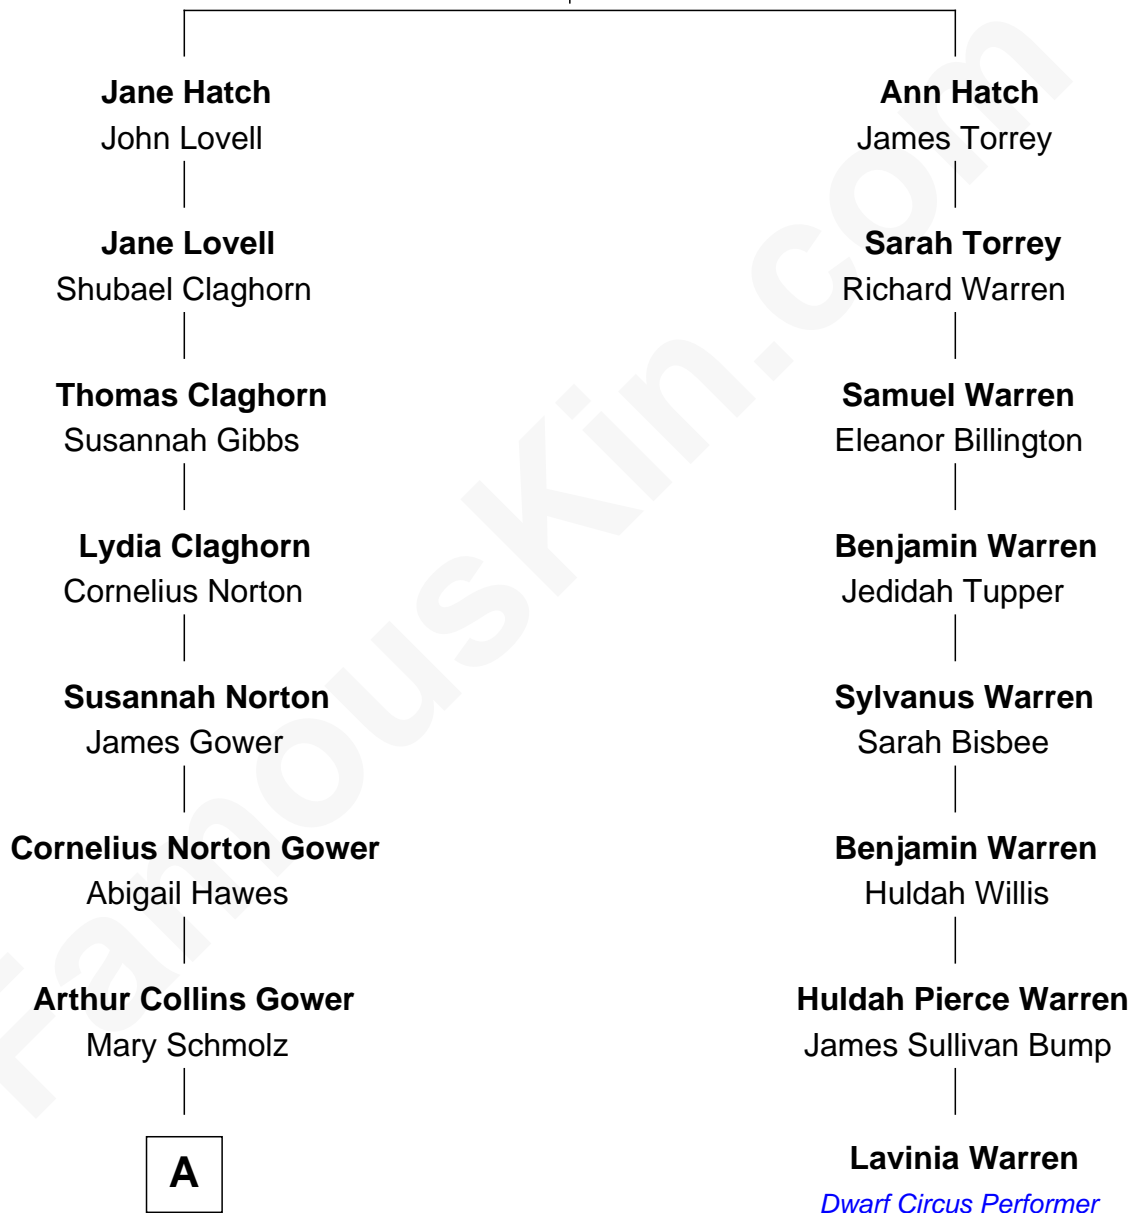 Jane Hatch
John Lovell
Jane Lovell
Shubael Claghorn
Thomas Claghorn
Susannah Gibbs
Lydia Claghorn
Cornelius Norton
Susannah Norton
James Gower
Cornelius Norton Gower
Abigail Hawes
Arthur Collins Gower
Mary Schmolz
A
Ann Hatch
James Torrey
Sarah Torrey
Richard Warren
Samuel Warren
Eleanor Billington
Benjamin Warren
Jedidah Tupper
Sylvanus Warren
Sarah Bisbee
Benjamin Warren
Huldah Willis
Huldah Pierce Warren
James Sullivan Bump
Lavinia Warren
Dwarf Circus Performer
FamousKin.com